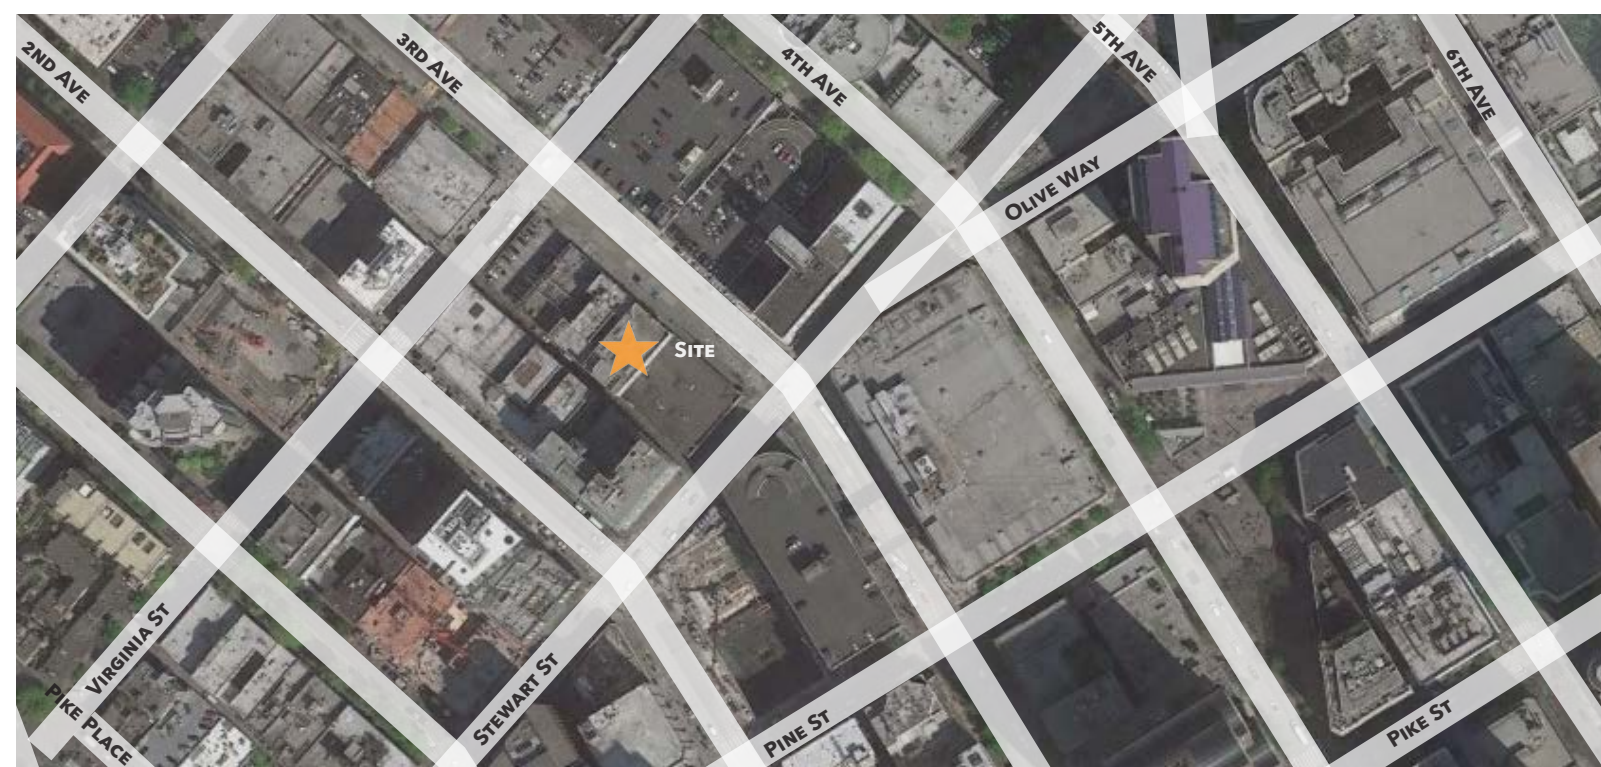 2ND AVE
3RD AVE
4TH AVE
5TH AVE
6TH AVE
OLIVE WAY
SITE
VIRGINIA ST
PIKE PLACE
STEWART ST
PINE ST
PIKE ST